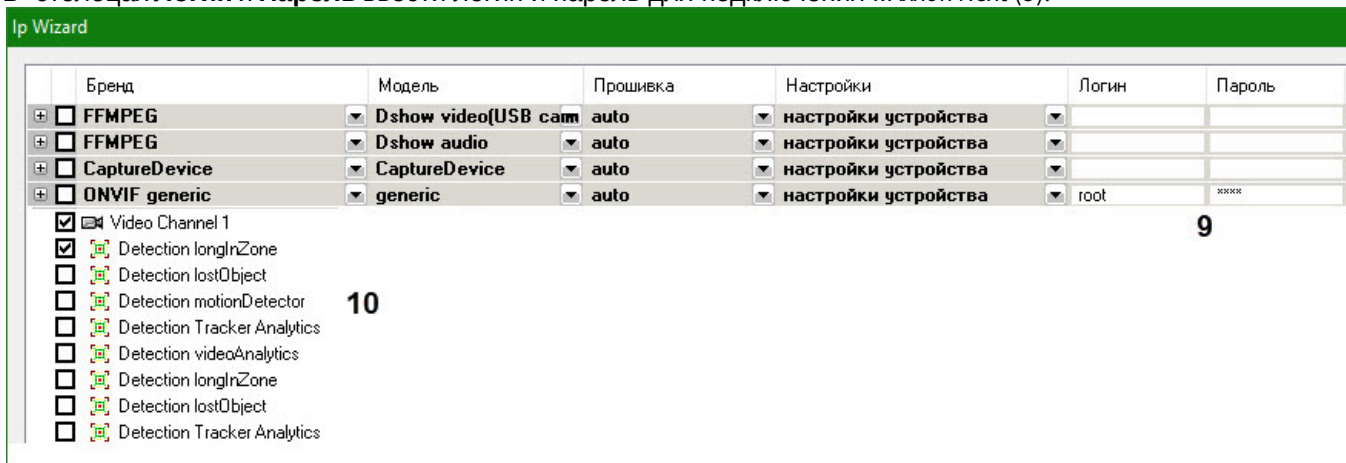 Ip Wizard
Бренд Модель Прошивка Настройки Логин Пароль
FFMPEG Dshow video(USB cam auto настройки устройства
FFMPEG Dshow audio auto настройки устройства
CaptureDevice CaptureDevice auto настройки устройства
ONVIF generic generic auto настройки устройства root ××××
Video Channel 1
9
Detection longInZone
Detection lostObject
Detection motionDetector
10
Detection Tracker Analytics
Detection videoAnalytics
Detection longInZone
Detection lostObject
Detection Tracker Analytics